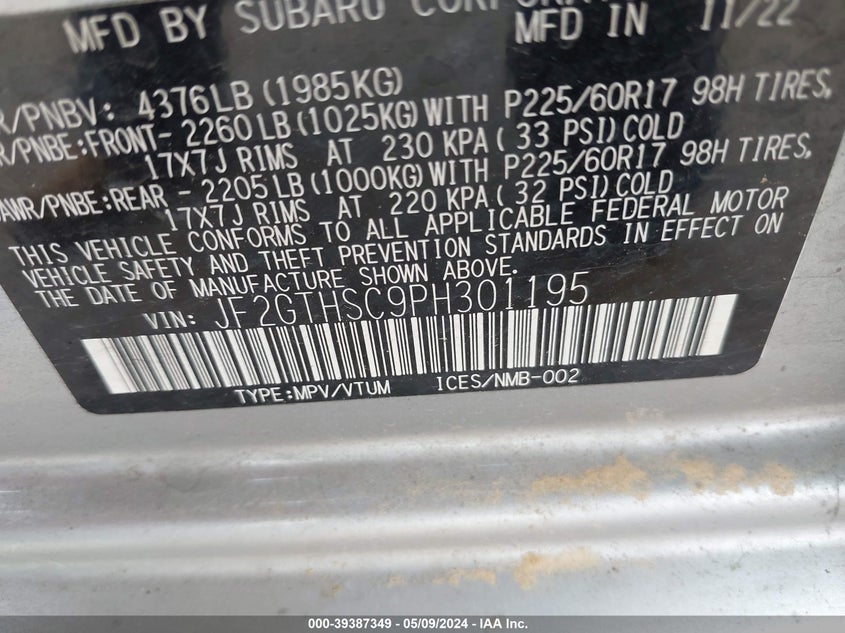 MFD BY SUBARU CORPORA
MFD IN 11/22
R/PNBV: 4376LB (1985KG)
R/PNBE:FRONT- 2260LB (1025KG) WITH P225/60R17 98H TIRES,
17X7J RIMS AT 230 KPA( 33 PSI) COLD
AWR/PNBE:REAR - 2205LB (1000KG) WITH P225/60R17 98H TIRES,
17X7J RIMS AT 220 KPA( 32 PSI) COLD
THIS VEHICLE CONFORMS TO ALL APPLICABLE FEDERAL MOTOR
VEHICLE SAFETY AND THEFT PREVENTION STANDARDS IN EFFECT ON
THE DATE OF MANUFACTURE SHOWN ABOVE.
VIN: JF2GTHSC9PH301195
TYPE:MPV/VTUM ICES/NMB-002
000-39387349 - 05/09/2024 - IAA Inc.